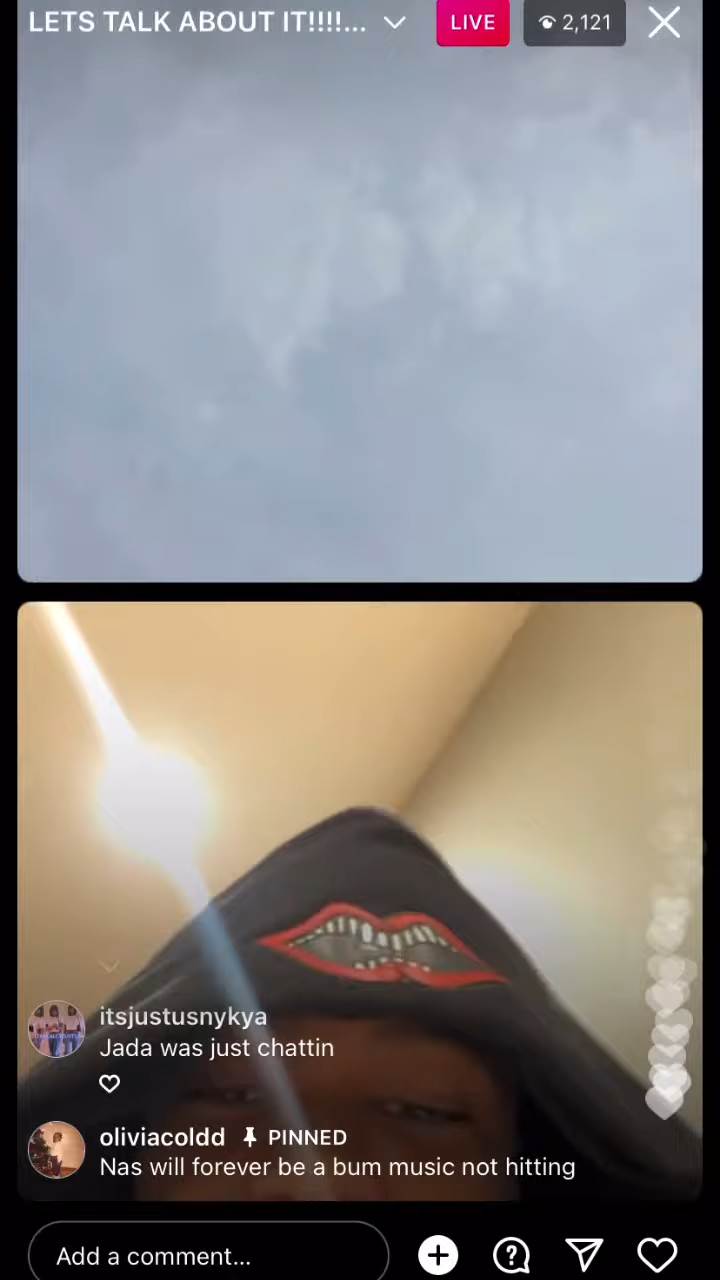 LETS TALK ABOUT IT!!!!...
LIVE
2,121
itsjustusnykya
Jada was just chattin
oliviacoldd PINNED
Nas will forever be a bum music not hitting
Add a comment...